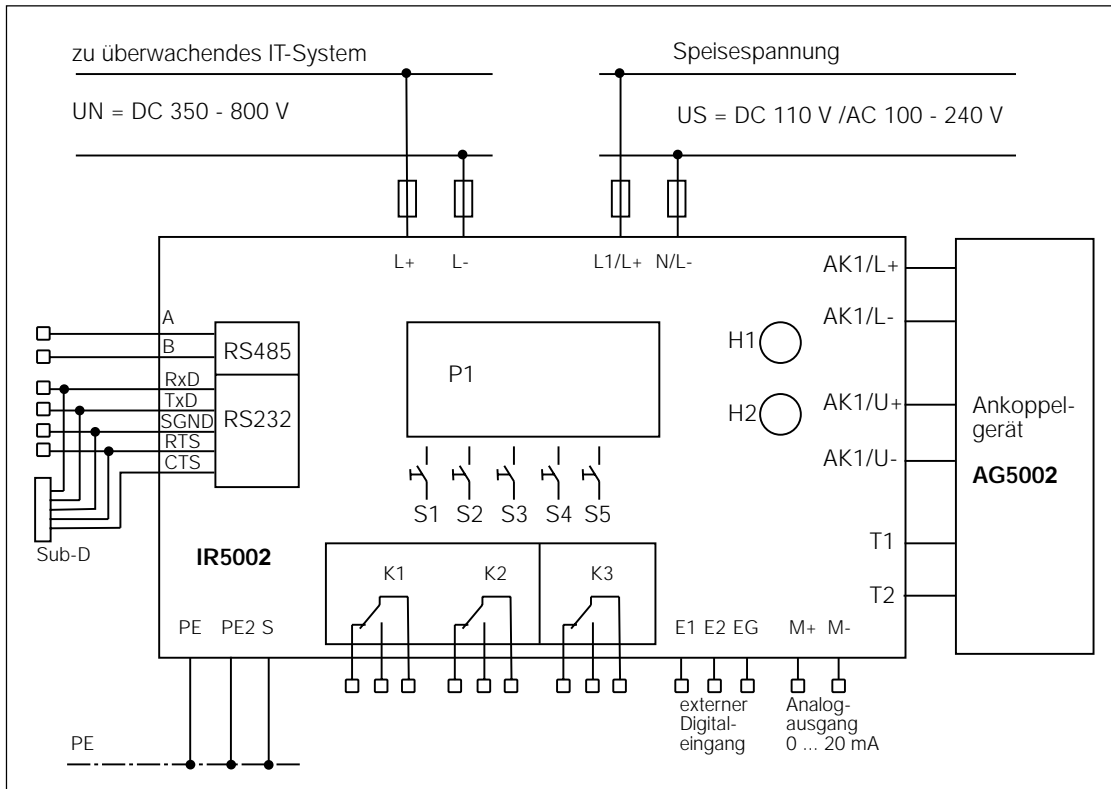 zu überwachendes IT-System
Speisespannung
UN = DC 350 - 800 V
US = DC 110 V /AC 100 - 240 V
L+
L-
L1/L+
N/L-
AK1/L+
AK1/L-
AK1/U+
AK1/U-
T1
T2
Ankoppel-
gerät
AG5002
A
B
RS485
RxD
TxD
SGND
RTS
CTS
RS232
Sub-D
P1
H1
H2
S1
S2
S3
S4
S5
IR5002
K1
K2
K3
PE
PE2
S
E1
E2
EG
M+
M-
externer
Digital-
eingang
Analog-
ausgang
0 ... 20 mA
PE